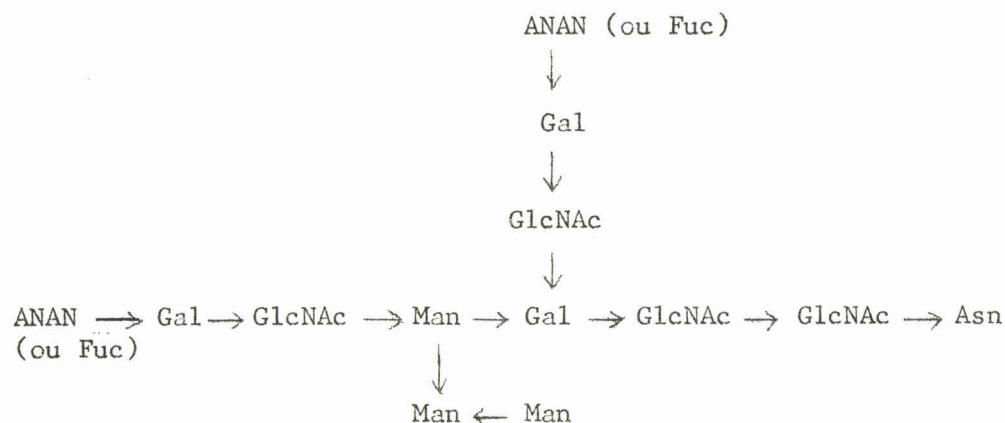 ANAN (ou Fuc)
Gal
GlcNAc
ANAN → Gal → GlcNAc → Man → Gal → GlcNAc → GlcNAc → Asn
(ou Fuc)
Man ← Man